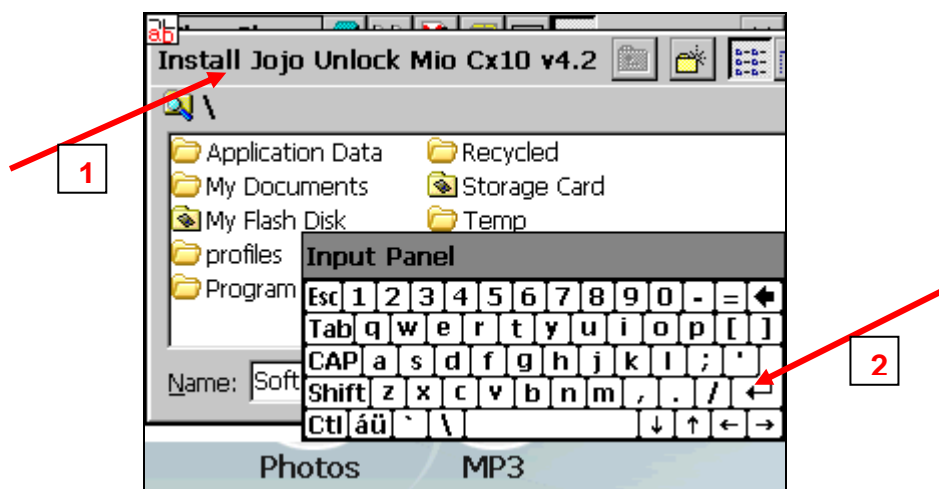 ab
Install Jojo Unlock Mio Cx10 v4.2
\
Application Data Recycled
My Documents Storage Card
My Flash Disk Temp
profiles
Program
1
Input Panel
Esc 1 2 3 4 5 6 7 8 9 0 - =
Tab q w e r t y u i o p [ ]
CAP a s d f g h j k l ; '
Name: Soft
Shift z x c v b n m , . / ↵
2
Ctl áü ` \ ↓ ↑ ← →
Photos MP3